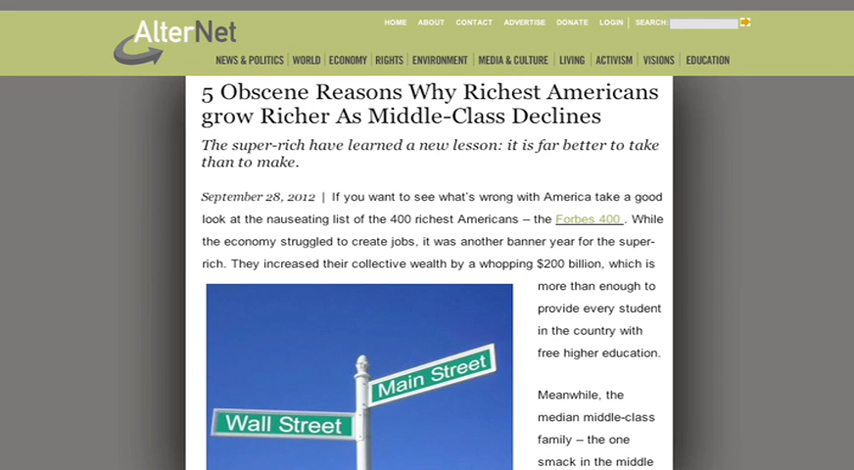 AlterNet
HOME ABOUT CONTACT ADVERTISE DONATE LOGIN | SEARCH:
NEWS & POLITICS | WORLD | ECONOMY | RIGHTS | ENVIRONMENT | MEDIA & CULTURE | LIVING | ACTIVISM | VISIONS | EDUCATION
5 Obscene Reasons Why Richest Americans
grow Richer As Middle-Class Declines
The super-rich have learned a new lesson: it is far better to take
than to make.
September 28, 2012 | If you want to see what's wrong with America take a good
look at the nauseating list of the 400 richest Americans – the Forbes 400 . While
the economy struggled to create jobs, it was another banner year for the super-
rich. They increased their collective wealth by a whopping $200 billion, which is
more than enough to
provide every student
in the country with
free higher education.
Meanwhile, the
median middle-class
family – the one
smack in the middle
Main Street
Wall Street